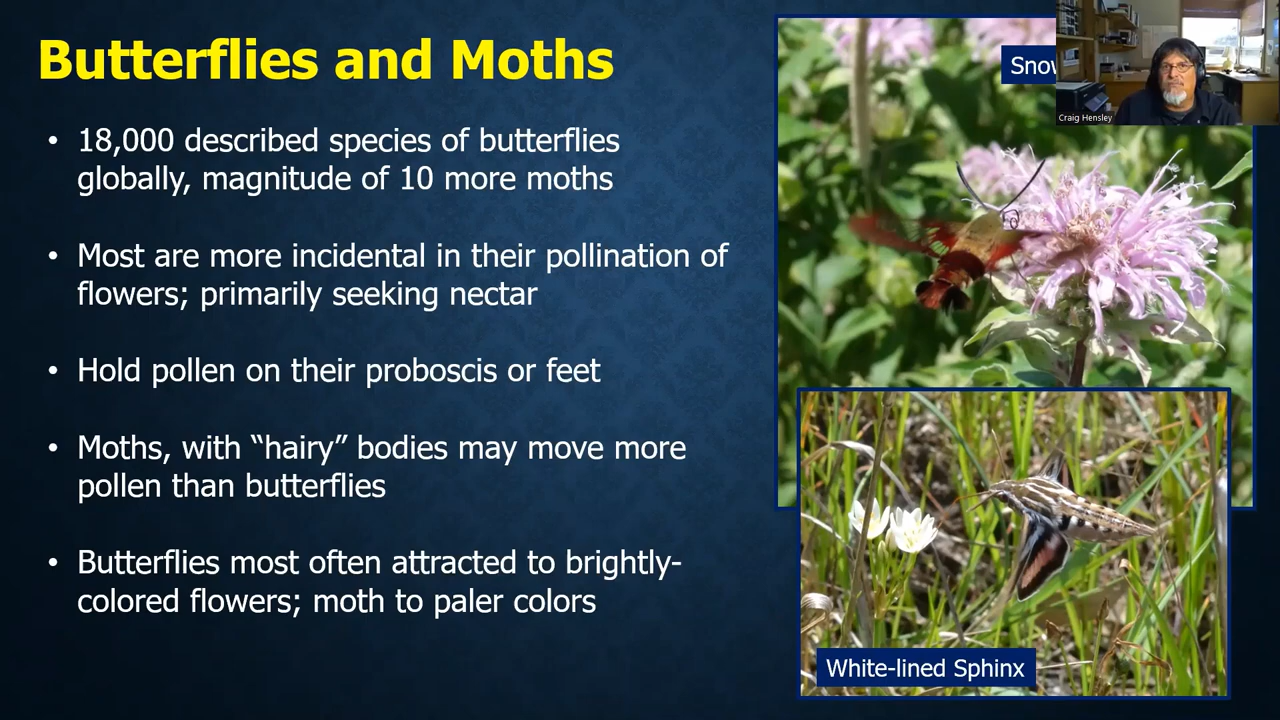 Butterflies and Moths
• 18,000 described species of butterflies
globally, magnitude of 10 more moths
• Most are more incidental in their pollination of
flowers; primarily seeking nectar
• Hold pollen on their proboscis or feet
• Moths, with “hairy” bodies may move more
pollen than butterflies
• Butterflies most often attracted to brightly-
colored flowers; moth to paler colors
Craig Hensley
White-lined Sphinx